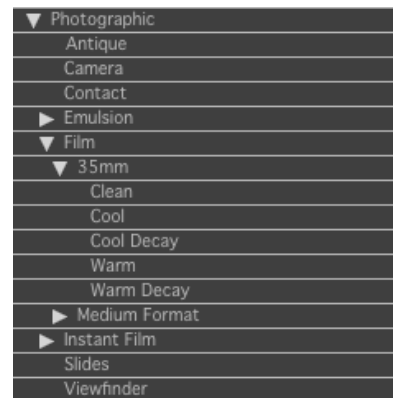 Photographic
Antique
Camera
Contact
Emulsion
Film
35mm
Clean
Cool
Cool Decay
Warm
Warm Decay
Medium Format
Instant Film
Slides
Viewfinder